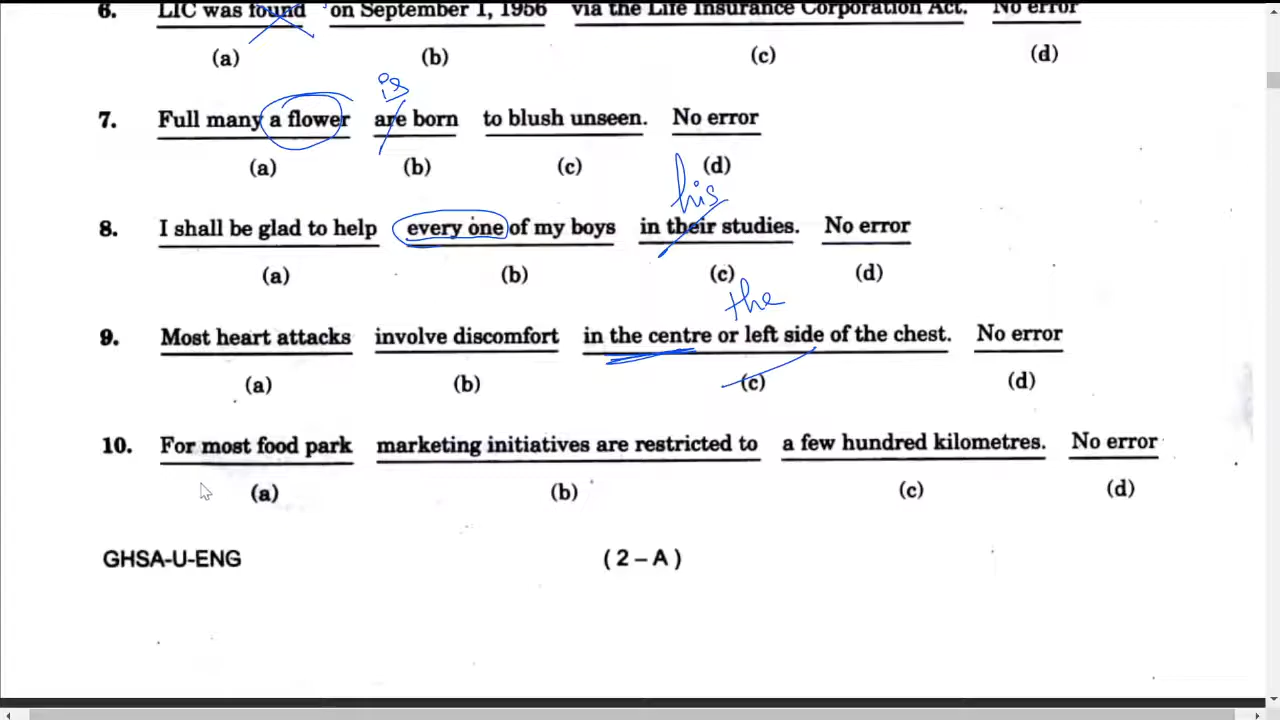 6. LIC was found on September 1, 1956 via the Life Insurance Corporation Act. No error
(a) (b) (c) (d)
is
7. Full many a flower are born to blush unseen. No error
(a) (b) (c) (d)
his
8. I shall be glad to help every one of my boys in their studies. No error
(a) (b) (c) (d)
the
9. Most heart attacks involve discomfort in the centre or left side of the chest. No error
(a) (b) (c) (d)
10. For most food park marketing initiatives are restricted to a few hundred kilometres. No error
(a) (b) (c) (d)
GHSA-U-ENG (2 – A)